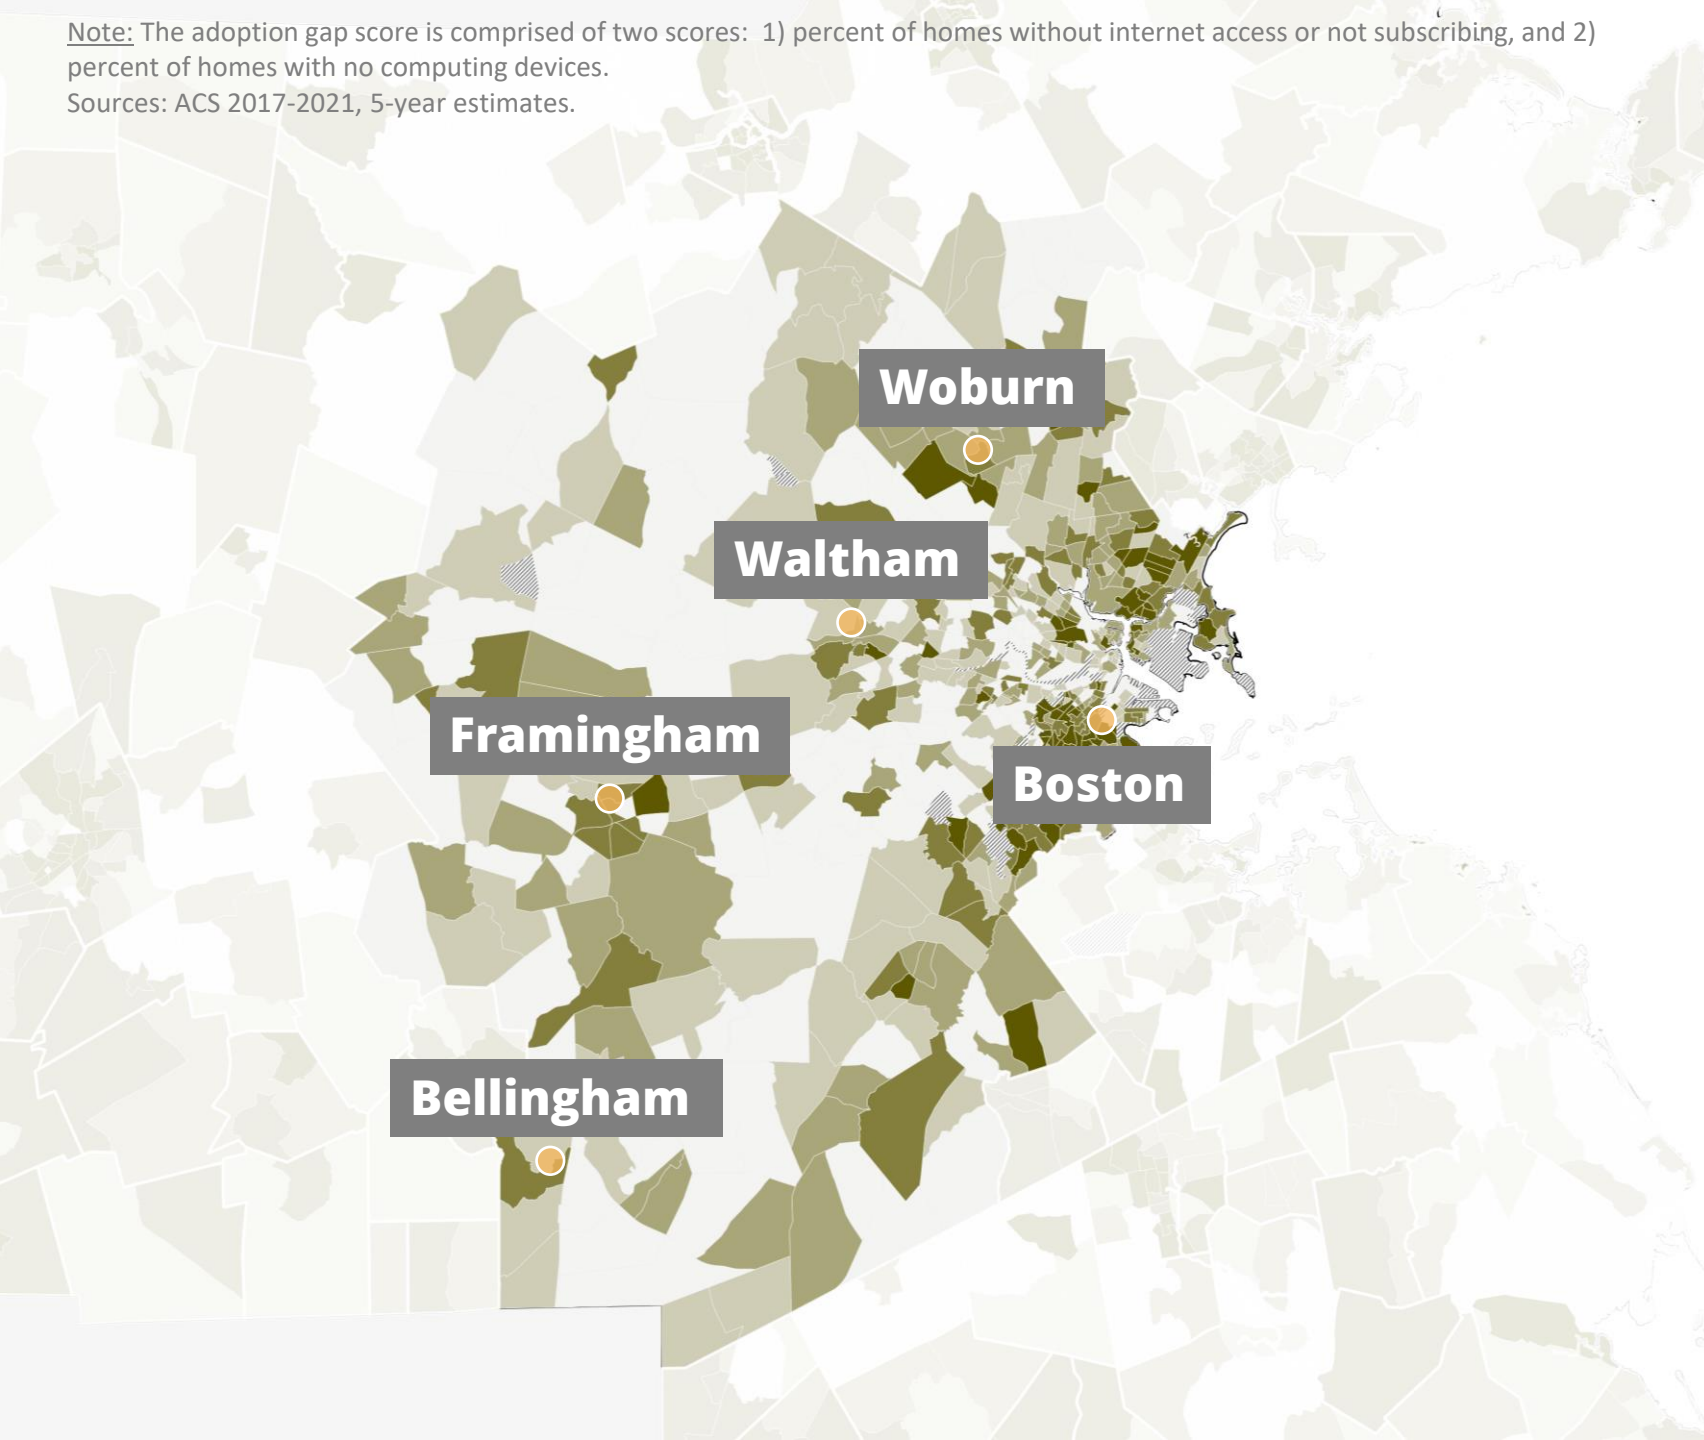 Note: The adoption gap score is comprised of two scores:  1) percent of homes without internet access or not subscribing, and 2)
percent of homes with no computing devices.
Sources: ACS 2017-2021, 5-year estimates.
Woburn
Waltham
Framingham
Boston
Bellingham